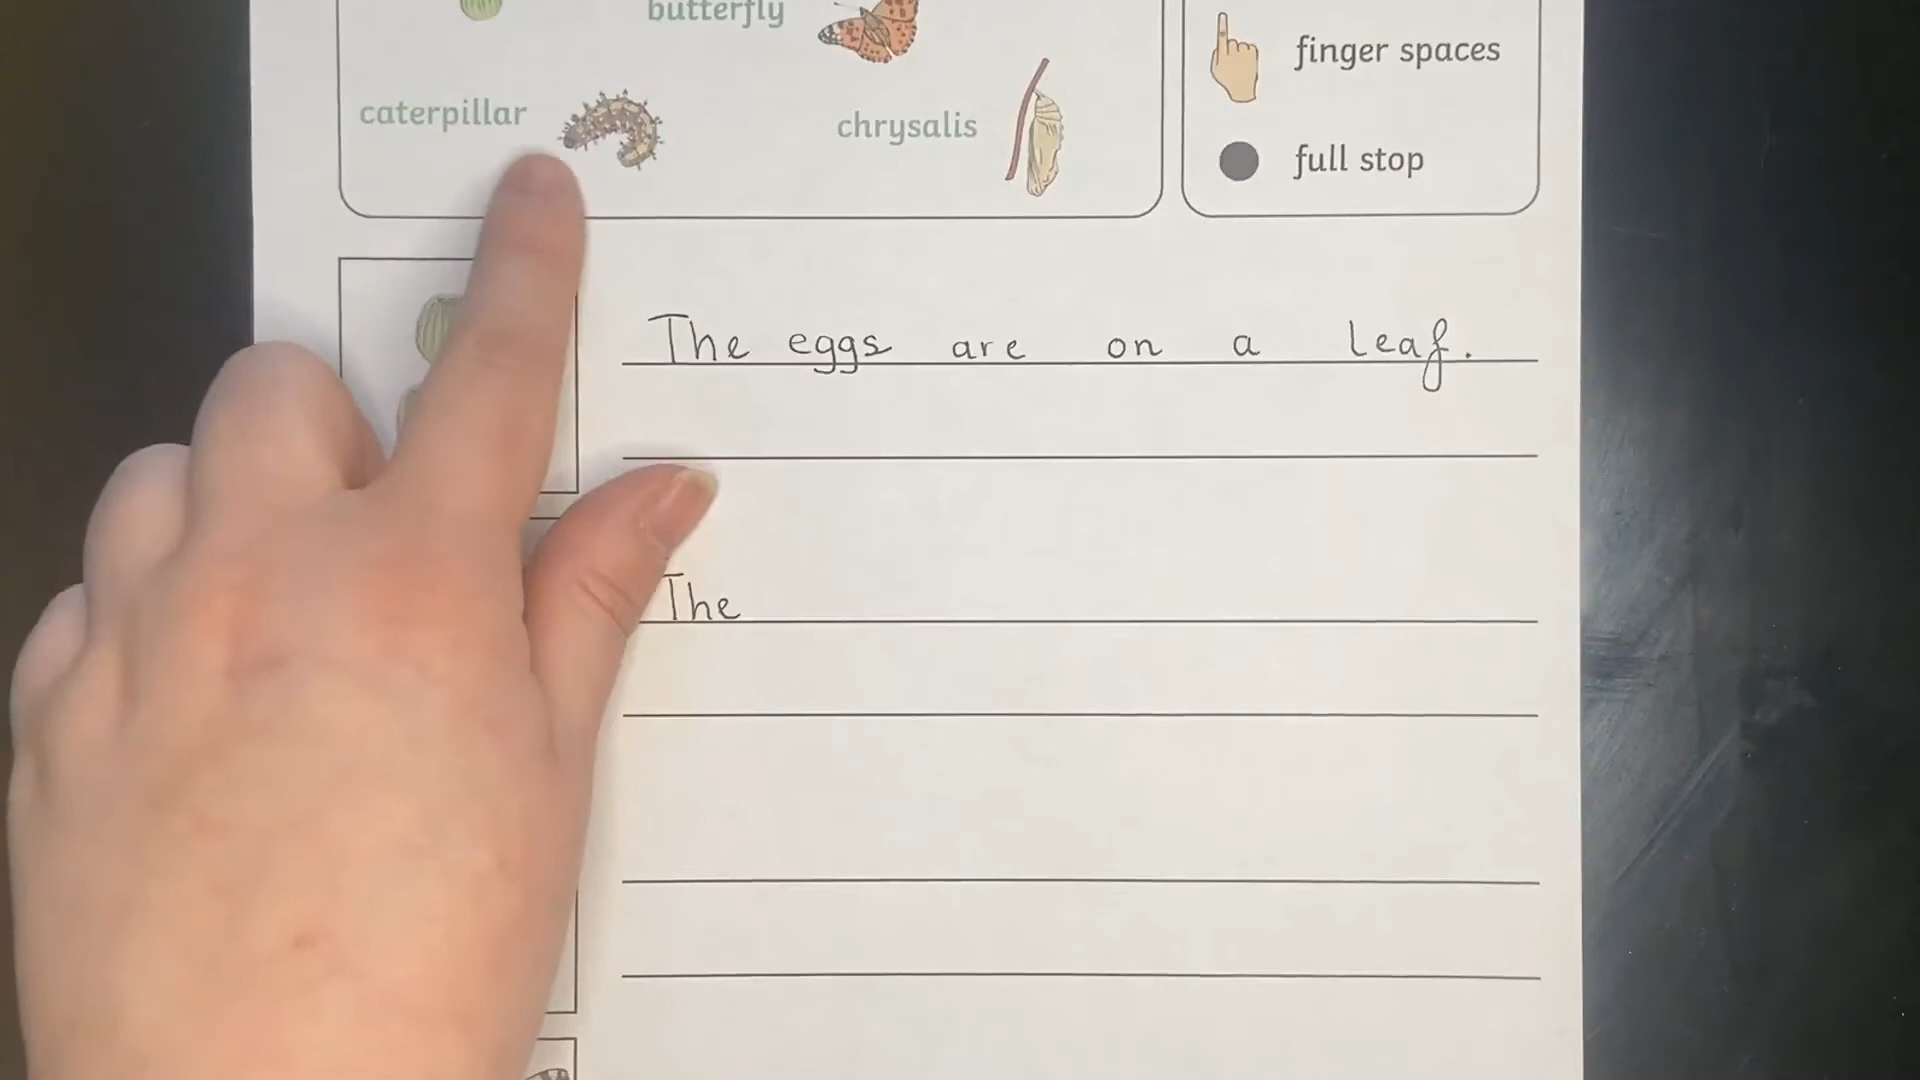 butterfly
caterpillar
chrysalis
finger spaces
full stop
The eggs are on a leaf.
The